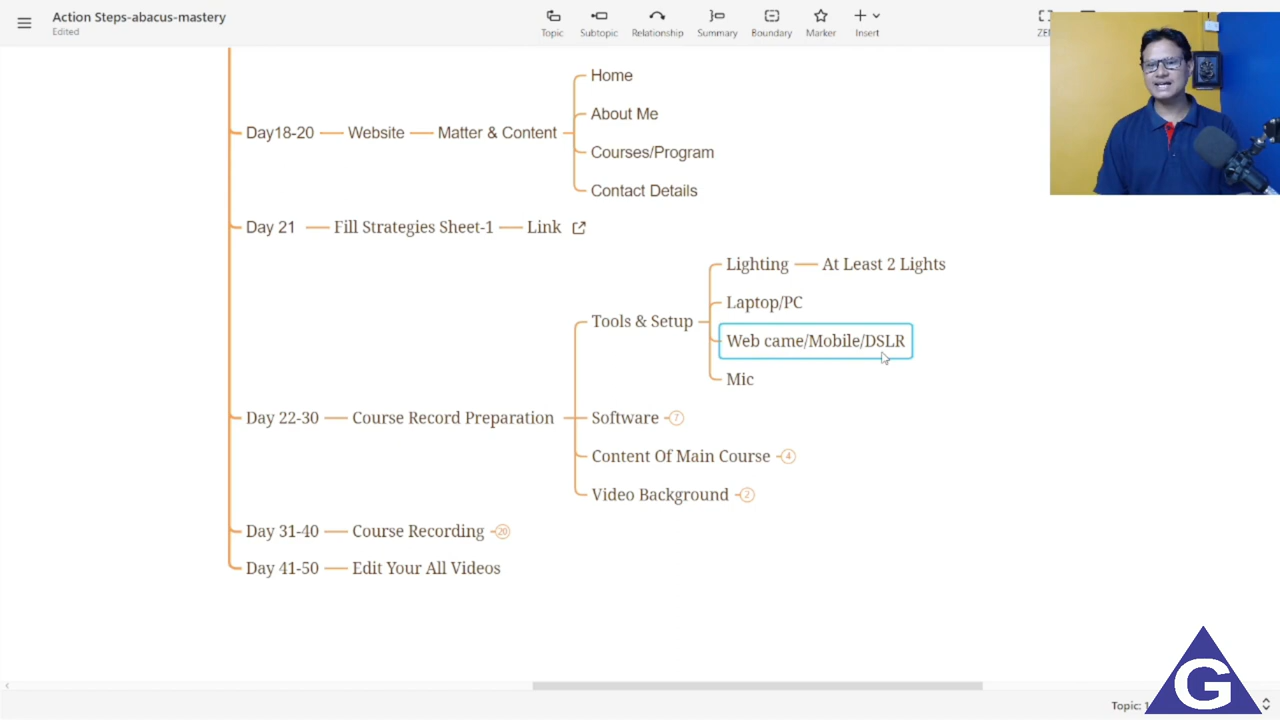 Action Steps-abacus-mastery
Edited
Topic
Subtopic
Relationship
Summary
Boundary
Marker
Insert
Home
About Me
Day18-20
Website
Matter & Content
Courses/Program
Contact Details
Day 21
Fill Strategies Sheet-1
Link
Lighting
At Least 2 Lights
Tools & Setup
Laptop/PC
Web came/Mobile/DSLR
Mic
Day 22-30
Course Record Preparation
Software
7
Content Of Main Course
4
Video Background
2
Day 31-40
Course Recording
20
Day 41-50
Edit Your All Videos
G
Topic: